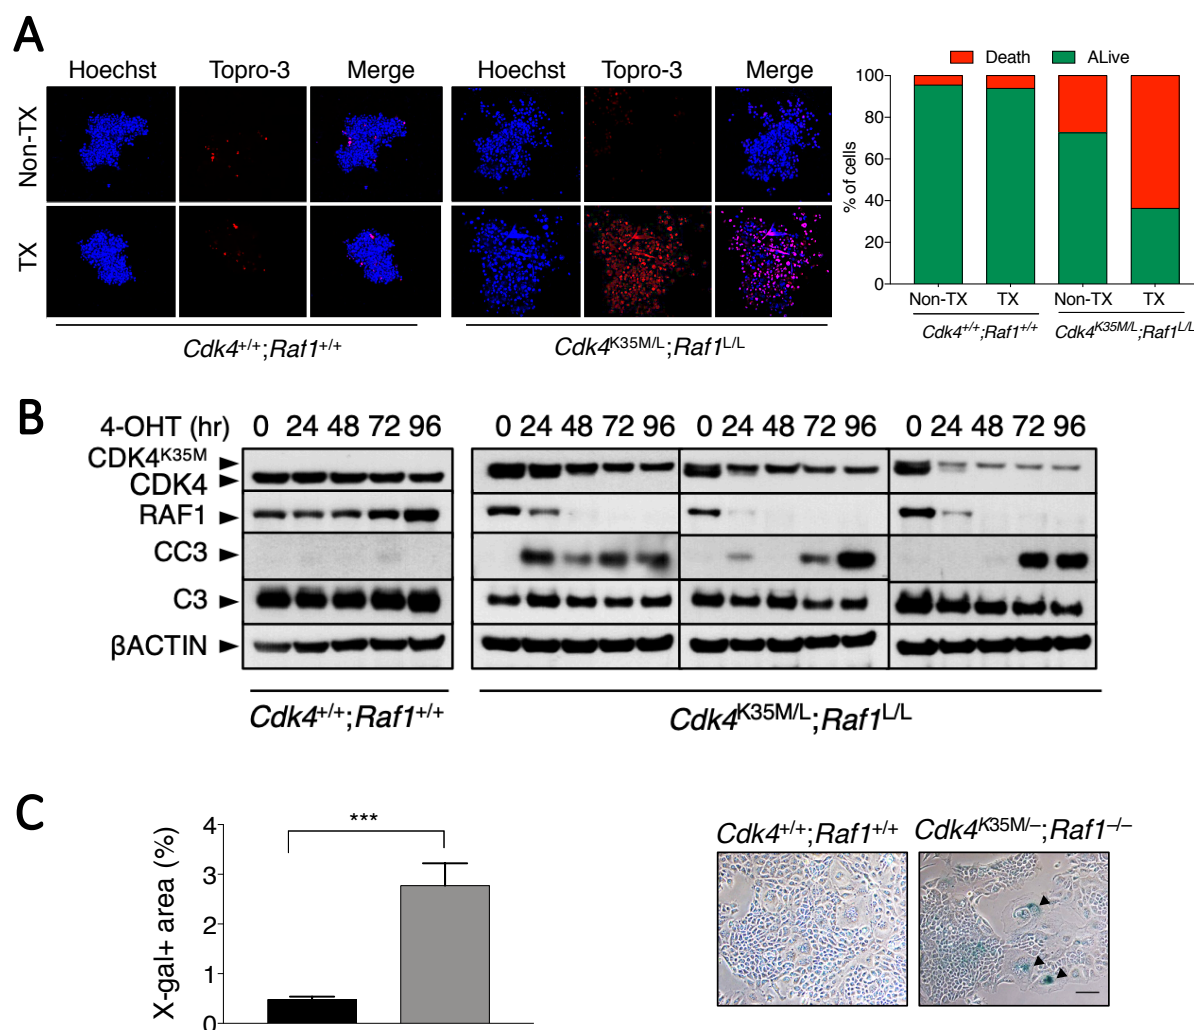 A
Hoechst Topro-3 Merge
Hoechst Topro-3 Merge
Non-TX
TX
Cdk4+/+;Raf1+/+
Cdk4K35M/L;Raf1L/L
Death ALive
% of cells
100
80
60
40
20
0
Non-TX TX Non-TX TX
Cdk4+/+;Raf1+/+ Cdk4K35M/L;Raf1L/L
B
4-OHT (hr) 0 24 48 72 96 0 24 48 72 96 0 24 48 72 96 0 24 48 72 96
CDK4K35M
CDK4
RAF1
CC3
C3
βACTIN
Cdk4+/+;Raf1+/+
Cdk4K35M/L;Raf1L/L
C
X-gal+ area (%)
4
3
2
1
0
***
Cdk4+/+;Raf1+/+ Cdk4K35M/–;Raf1–/–